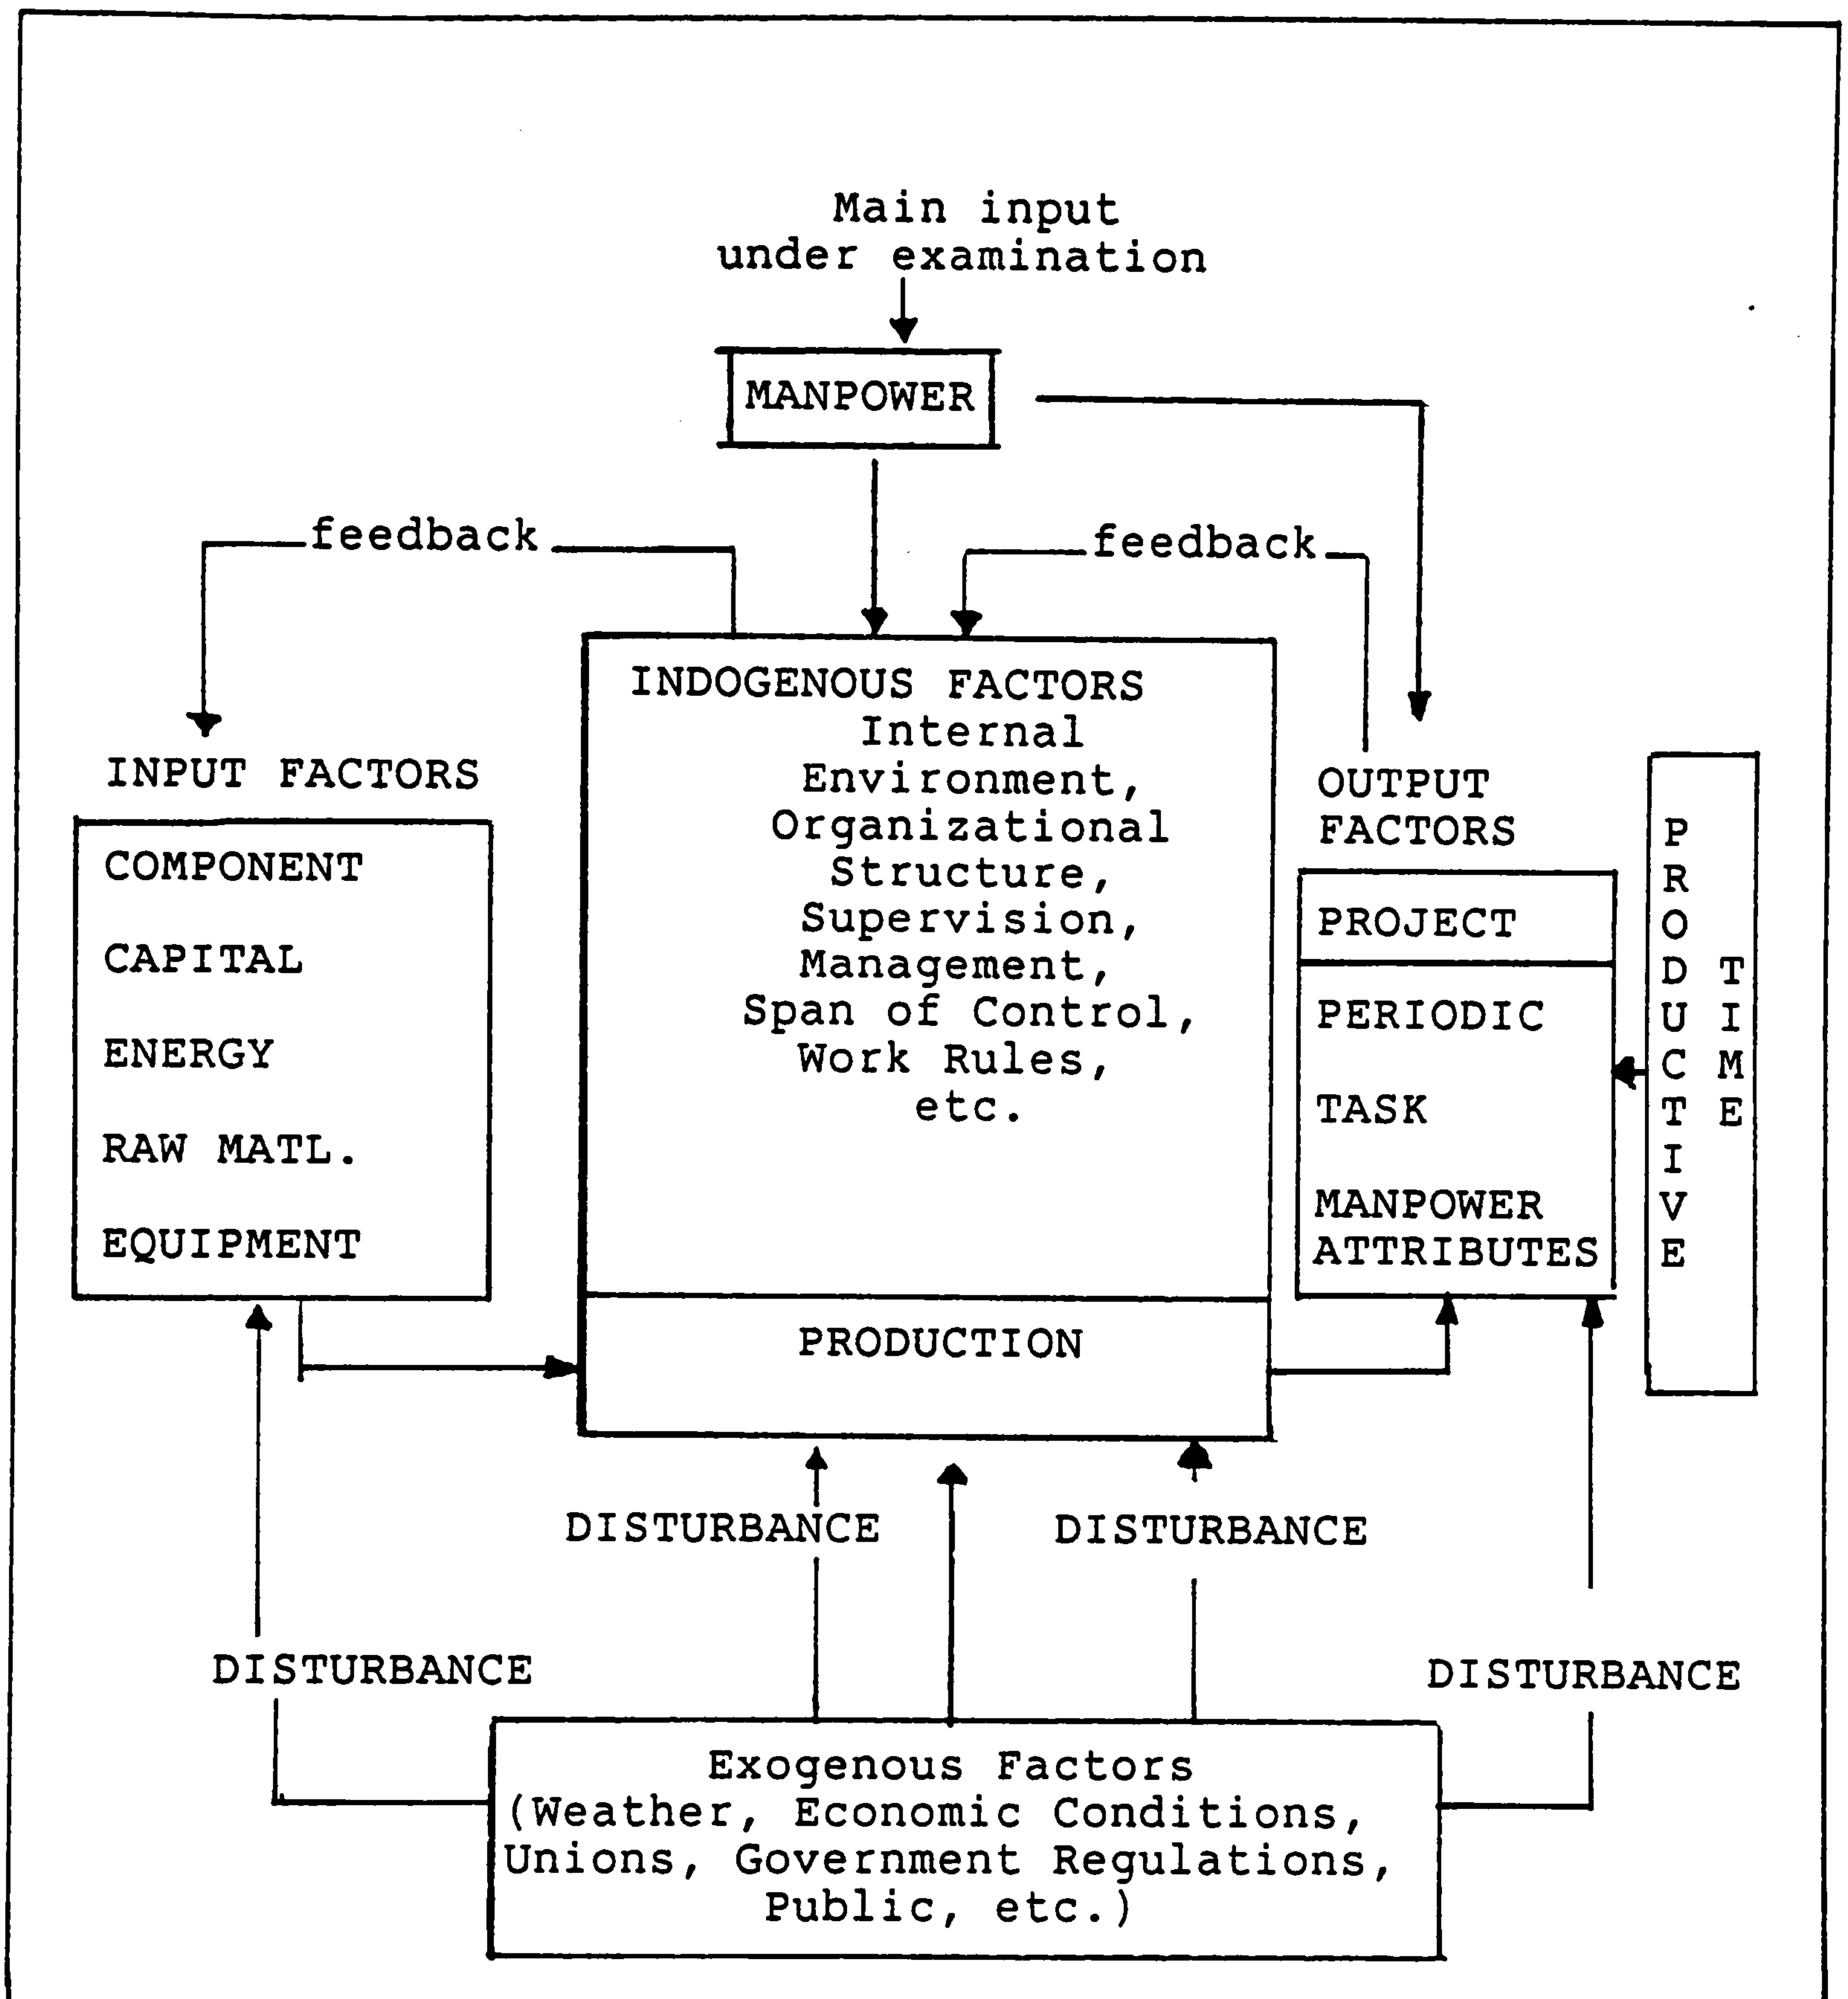 Main input
under examination
MANPOWER
feedback
feedback
INPUT FACTORS
COMPONENT
CAPITAL
ENERGY
RAW MATL.
EQUIPMENT
INDOGENOUS FACTORS
Internal
Environment,
Organizational
Structure,
Supervision,
Management,
Span of Control,
Work Rules,
etc.
PRODUCTION
OUTPUT
FACTORS
PROJECT
PERIODIC
TASK
MANPOWER
ATTRIBUTES
PRODUCTIVE
TIME
DISTURBANCE
DISTURBANCE
DISTURBANCE
DISTURBANCE
Exogenous Factors
(Weather, Economic Conditions,
Unions, Government Regulations,
Public, etc.)